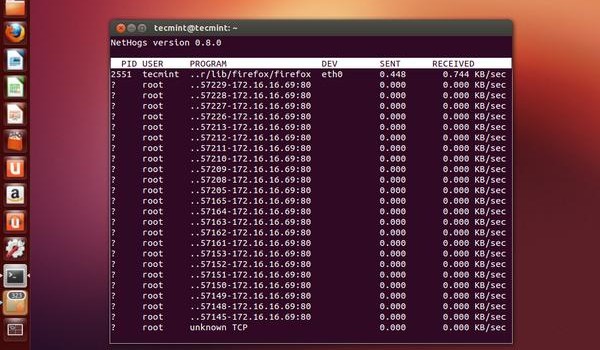 tecmint@tecmint: ~
NetHogs version 0.8.0
PID USER PROGRAM DEV SENT RECEIVED
2551 tecmint ..r/lib/firefox/firefox eth0 0.448 0.744 KB/sec
? root ..57229-172.16.16.69:80 0.000 0.000 KB/sec
? root ..57228-172.16.16.69:80 0.000 0.000 KB/sec
? root ..57227-172.16.16.69:80 0.000 0.000 KB/sec
? root ..57226-172.16.16.69:80 0.000 0.000 KB/sec
? root ..57213-172.16.16.69:80 0.000 0.000 KB/sec
? root ..57212-172.16.16.69:80 0.000 0.000 KB/sec
? root ..57211-172.16.16.69:80 0.000 0.000 KB/sec
? root ..57210-172.16.16.69:80 0.000 0.000 KB/sec
? root ..57209-172.16.16.69:80 0.000 0.000 KB/sec
? root ..57208-172.16.16.69:80 0.000 0.000 KB/sec
? root ..57205-172.16.16.69:80 0.000 0.000 KB/sec
? root ..57165-172.16.16.69:80 0.000 0.000 KB/sec
? root ..57164-172.16.16.69:80 0.000 0.000 KB/sec
? root ..57163-172.16.16.69:80 0.000 0.000 KB/sec
? root ..57162-172.16.16.69:80 0.000 0.000 KB/sec
? root ..57161-172.16.16.69:80 0.000 0.000 KB/sec
? root ..57153-172.16.16.69:80 0.000 0.000 KB/sec
? root ..57152-172.16.16.69:80 0.000 0.000 KB/sec
? root ..57151-172.16.16.69:80 0.000 0.000 KB/sec
? root ..57150-172.16.16.69:80 0.000 0.000 KB/sec
? root ..57149-172.16.16.69:80 0.000 0.000 KB/sec
? root ..57148-172.16.16.69:80 0.000 0.000 KB/sec
? root ..57145-172.16.16.69:80 0.000 0.000 KB/sec
? root unknown TCP 0.000 0.000 KB/sec
u
a
u
>_
323